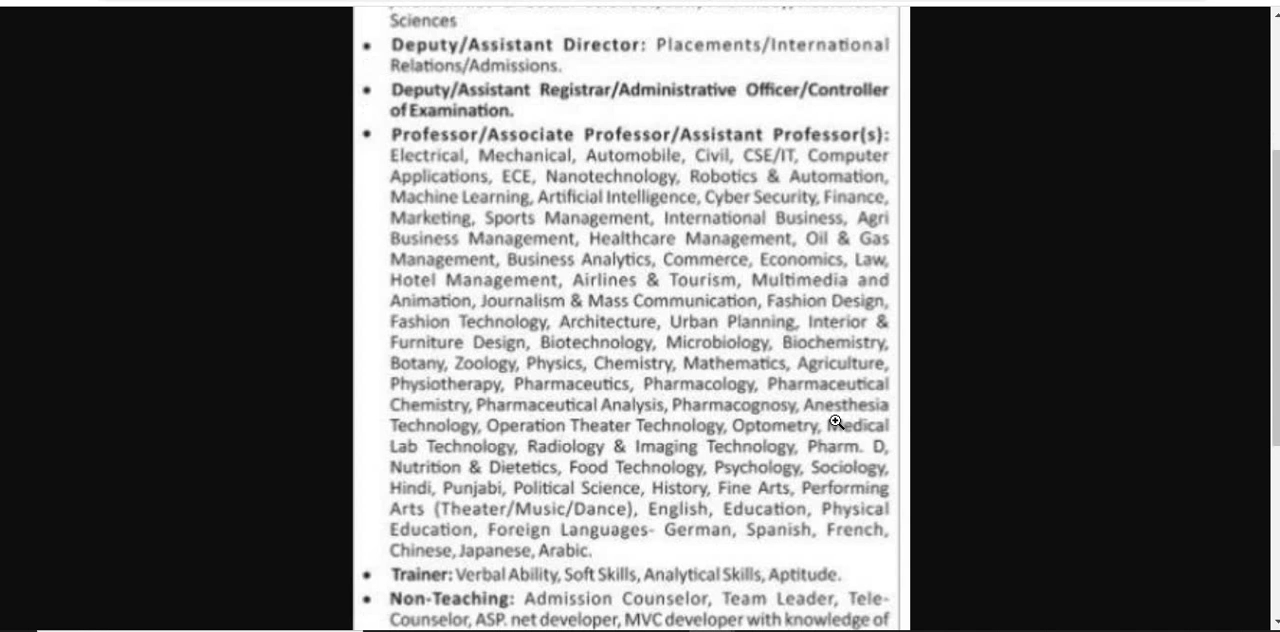 Sciences
• Deputy/Assistant Director: Placements/International
Relations/Admissions.
• Deputy/Assistant Registrar/Administrative Officer/Controller
of Examination.
• Professor/Associate Professor/Assistant Professor(s):
Electrical, Mechanical, Automobile, Civil, CSE/IT, Computer
Applications, ECE, Nanotechnology, Robotics & Automation,
Machine Learning, Artificial Intelligence, Cyber Security, Finance,
Marketing, Sports Management, International Business, Agri
Business Management, Healthcare Management, Oil & Gas
Management, Business Analytics, Commerce, Economics, Law,
Hotel Management, Airlines & Tourism, Multimedia and
Animation, Journalism & Mass Communication, Fashion Design,
Fashion Technology, Architecture, Urban Planning, Interior &
Furniture Design, Biotechnology, Microbiology, Biochemistry,
Botany, Zoology, Physics, Chemistry, Mathematics, Agriculture,
Physiotherapy, Pharmaceutics, Pharmacology, Pharmaceutical
Chemistry, Pharmaceutical Analysis, Pharmacognosy, Anesthesia
Technology, Operation Theater Technology, Optometry, Medical
Lab Technology, Radiology & Imaging Technology, Pharm. D,
Nutrition & Dietetics, Food Technology, Psychology, Sociology,
Hindi, Punjabi, Political Science, History, Fine Arts, Performing
Arts (Theater/Music/Dance), English, Education, Physical
Education, Foreign Languages- German, Spanish, French,
Chinese, Japanese, Arabic.
• Trainer: Verbal Ability, Soft Skills, Analytical Skills, Aptitude.
• Non-Teaching: Admission Counselor, Team Leader, Tele-
Counselor, ASP. net developer, MVC developer with knowledge of